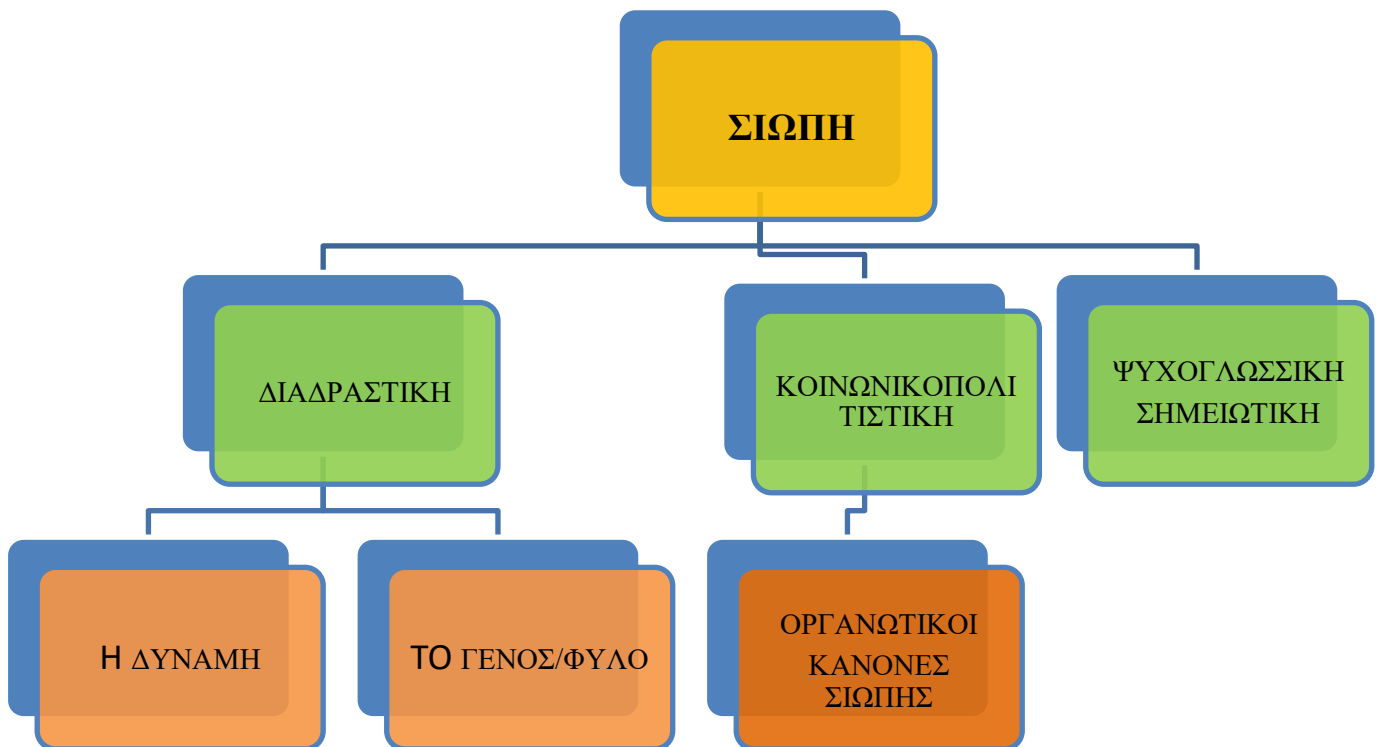 ΣΙΩΠΗ
ΔΙΑΔΡΑΣΤΙΚΗ
ΚΟΙΝΩΝΙΚΟΠΟΛΙ
ΤΙΣΤΙΚΗ
ΨΥΧΟΓΛΩΣΣΙΚΗ
ΣΗΜΕΙΩΤΙΚΗ
Η ΔΥΝΑΜΗ
ΤΟ ΓΕΝΟΣ/ΦΥΛΟ
ΟΡΓΑΝΩΤΙΚΟΙ
ΚΑΝΟΝΕΣ
ΣΙΩΠΗΣ